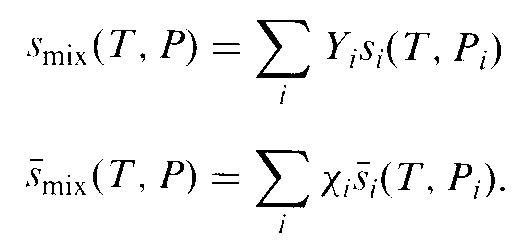 s_mix(T, P) = ∑_i Y_i s_i(T, P_i)
s̄_mix(T, P) = ∑_i χ_i s̄_i(T, P_i).